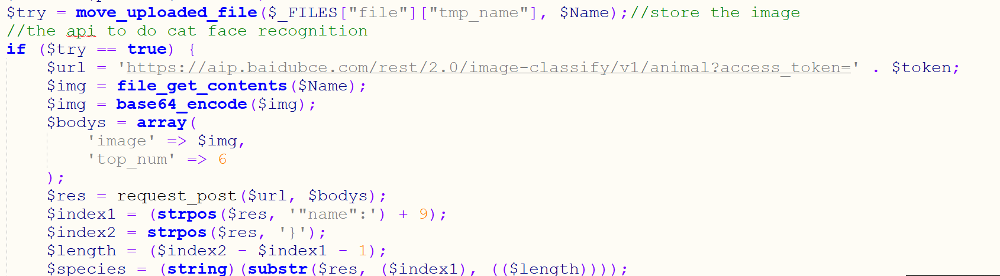 $try = move_uploaded_file($_FILES["file"]["tmp_name"], $Name);//store the image
//the api to do cat face recognition
if ($try == true) {
    $url = 'https://aip.baidubce.com/rest/2.0/image-classify/v1/animal?access_token=' . $token;
    $img = file_get_contents($Name);
    $img = base64_encode($img);
    $bodys = array(
        'image' => $img,
        'top_num' => 6
    );
    $res = request_post($url, $bodys);
    $index1 = (strpos($res, '"name":') + 9);
    $index2 = strpos($res, '}');
    $length = ($index2 - $index1 - 1);
    $species = (string)(substr($res, ($index1), (($length))));